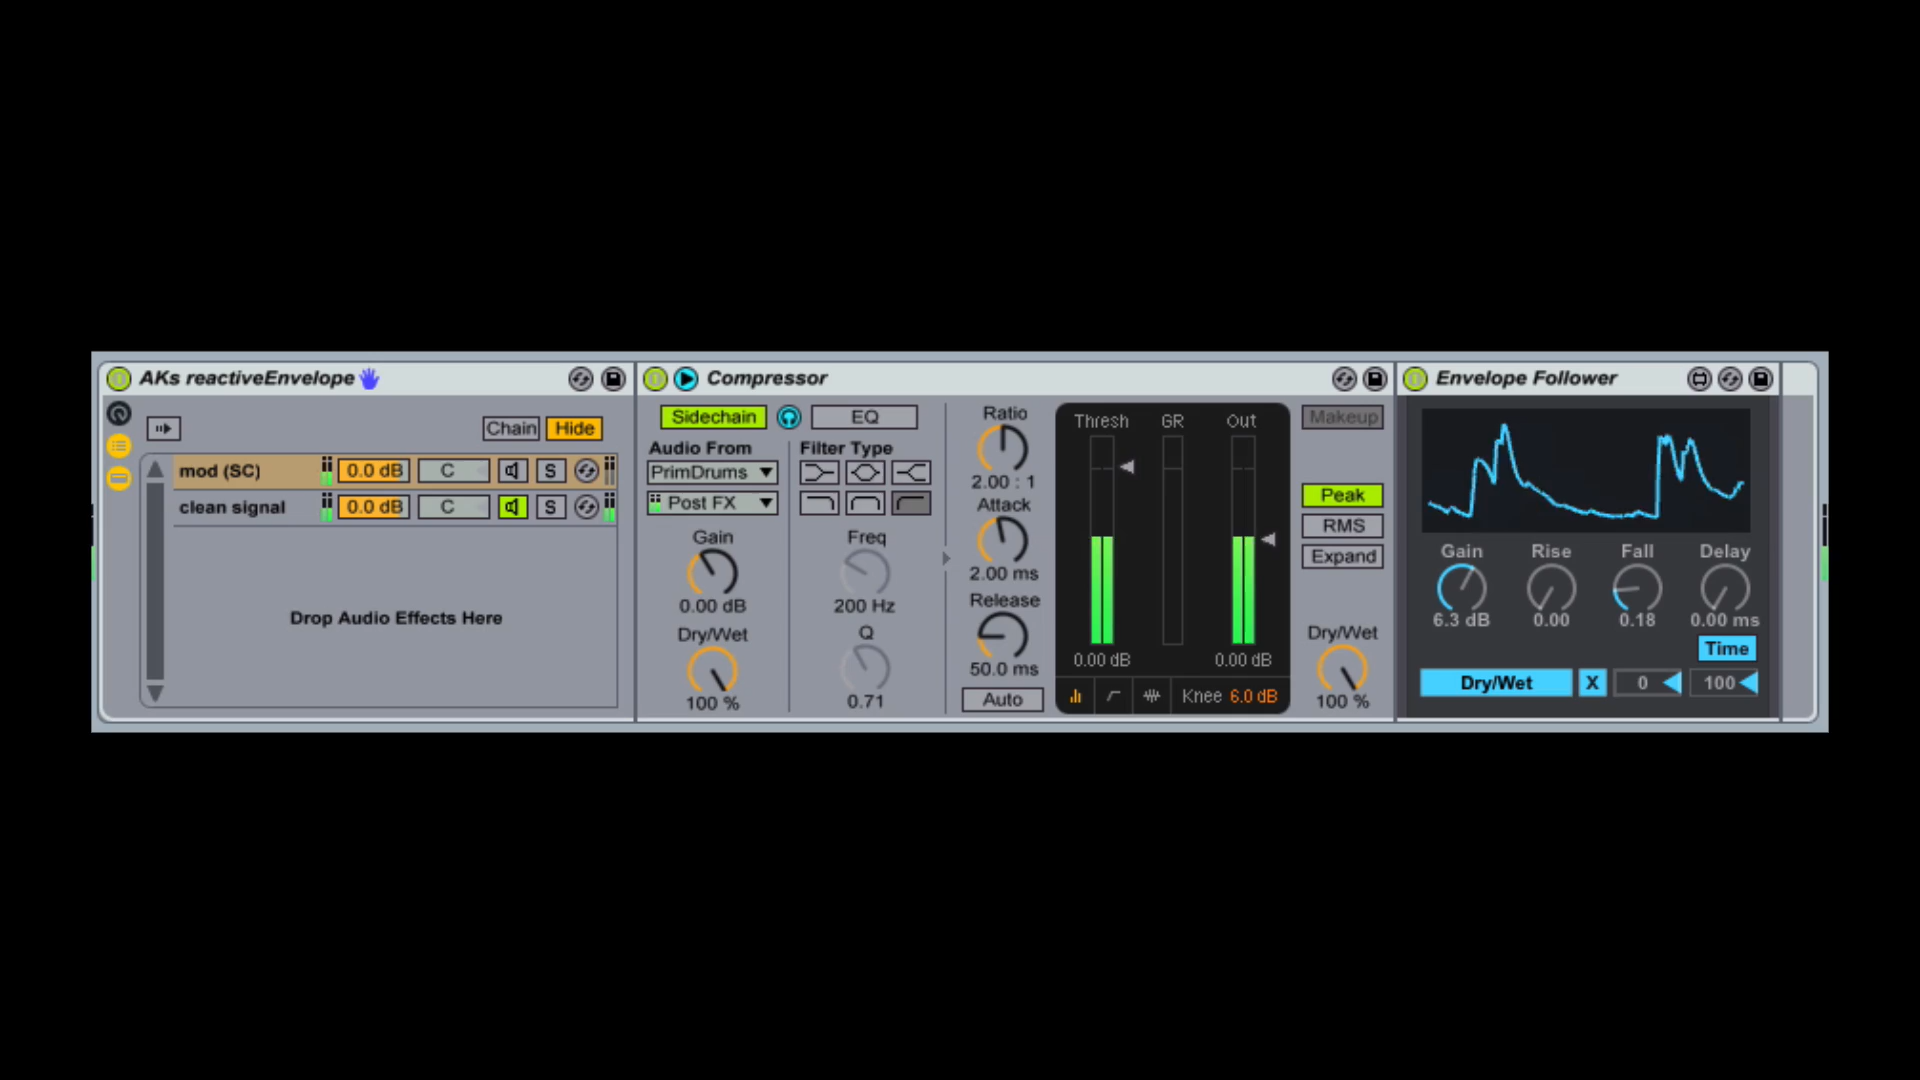 AKs reactiveEnvelope
Chain Hide
mod (SC) 0.0 dB C S
clean signal 0.0 dB C S
Drop Audio Effects Here
Compressor
Sidechain EQ
Audio From
PrimDrums
Post FX
Gain
0.00 dB
Dry/Wet
100 %
Filter Type
Freq
200 Hz
Q
0.71
Ratio
2.00 : 1
Attack
2.00 ms
Release
50.0 ms
Auto
Thresh GR Out
0.00 dB 0.00 dB
Knee 6.0 dB
Makeup
Peak
RMS
Expand
Dry/Wet
100 %
Envelope Follower
Gain Rise Fall Delay
6.3 dB 0.00 0.18 0.00 ms
Time
Dry/Wet X 0 100